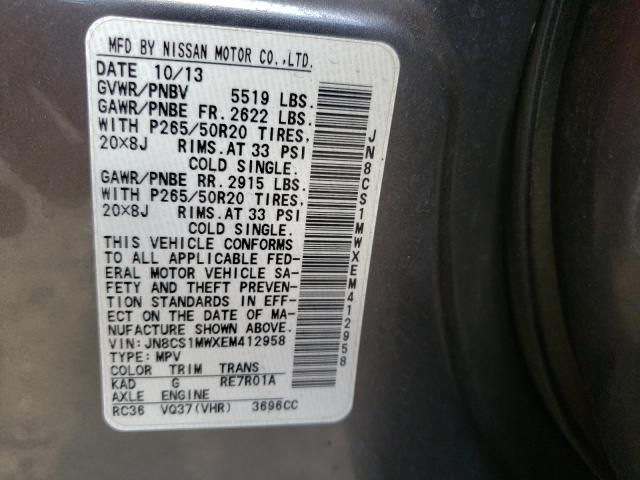 MFD BY NISSAN MOTOR CO.,LTD.
DATE 10/13
GVWR/PNBV 5519 LBS.
GAWR/PNBE FR. 2622 LBS.
WITH P265/50R20 TIRES,
20×8J RIMS.AT 33 PSI
COLD SINGLE.
GAWR/PNBE RR. 2915 LBS.
WITH P265/50R20 TIRES,
20×8J RIMS.AT 33 PSI
COLD SINGLE.
THIS VEHICLE CONFORMS
TO ALL APPLICABLE FED-
ERAL MOTOR VEHICLE SA-
FETY AND THEFT PREVEN-
TION STANDARDS IN EFF-
ECT ON THE DATE OF MA-
NUFACTURE SHOWN ABOVE.
VIN:JN8CS1MWXEM412958
TYPE:MPV
COLOR TRIM TRANS
KAD G RE7R01A
AXLE ENGINE
RC36 VQ37(VHR) 3696CC
JN8CS1MWXEM412958